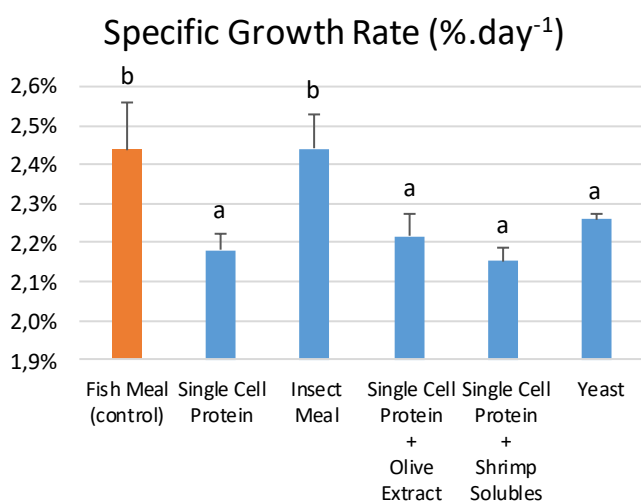 Specific Growth Rate (%.day⁻¹)
2,6%
2,5%
2,4%
2,3%
2,2%
2,1%
2,0%
1,9%
b
a
b
a
a
a
Fish Meal
(control)
Single Cell
Protein
Insect
Meal
Single Cell
Protein
+
Olive
Extract
Single Cell
Protein
+
Shrimp
Solubles
Yeast